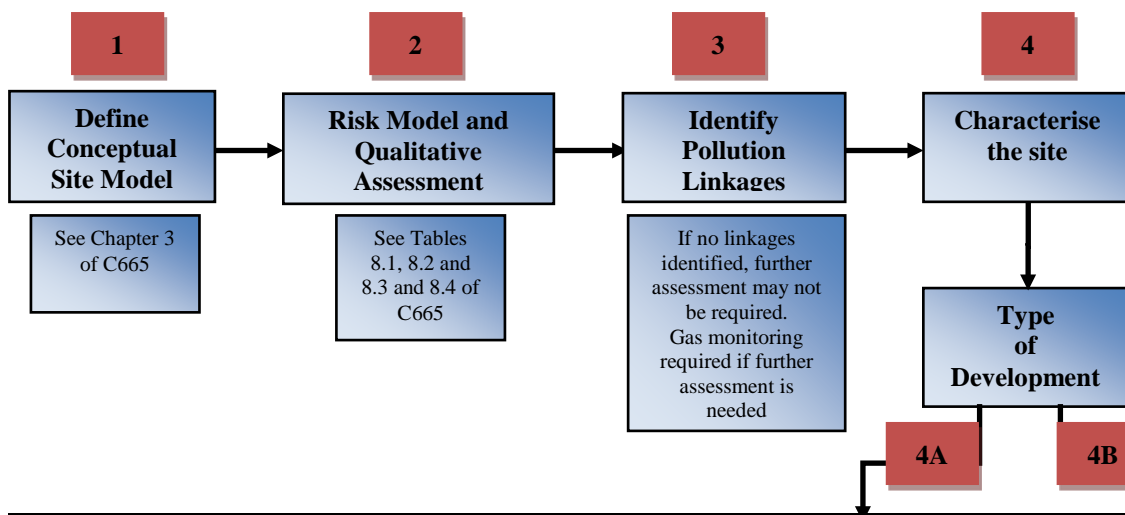 1
2
3
4
Define
Conceptual
Site Model
Risk Model and
Qualitative
Assessment
Identify
Pollution
Linkages
Characterise
the site
See Chapter 3
of C665
See Tables
8.1, 8.2 and
8.3 and 8.4 of
C665
If no linkages
identified, further
assessment may not
be required.
Gas monitoring
required if further
assessment is
needed
Type
of
Development
4A
4B